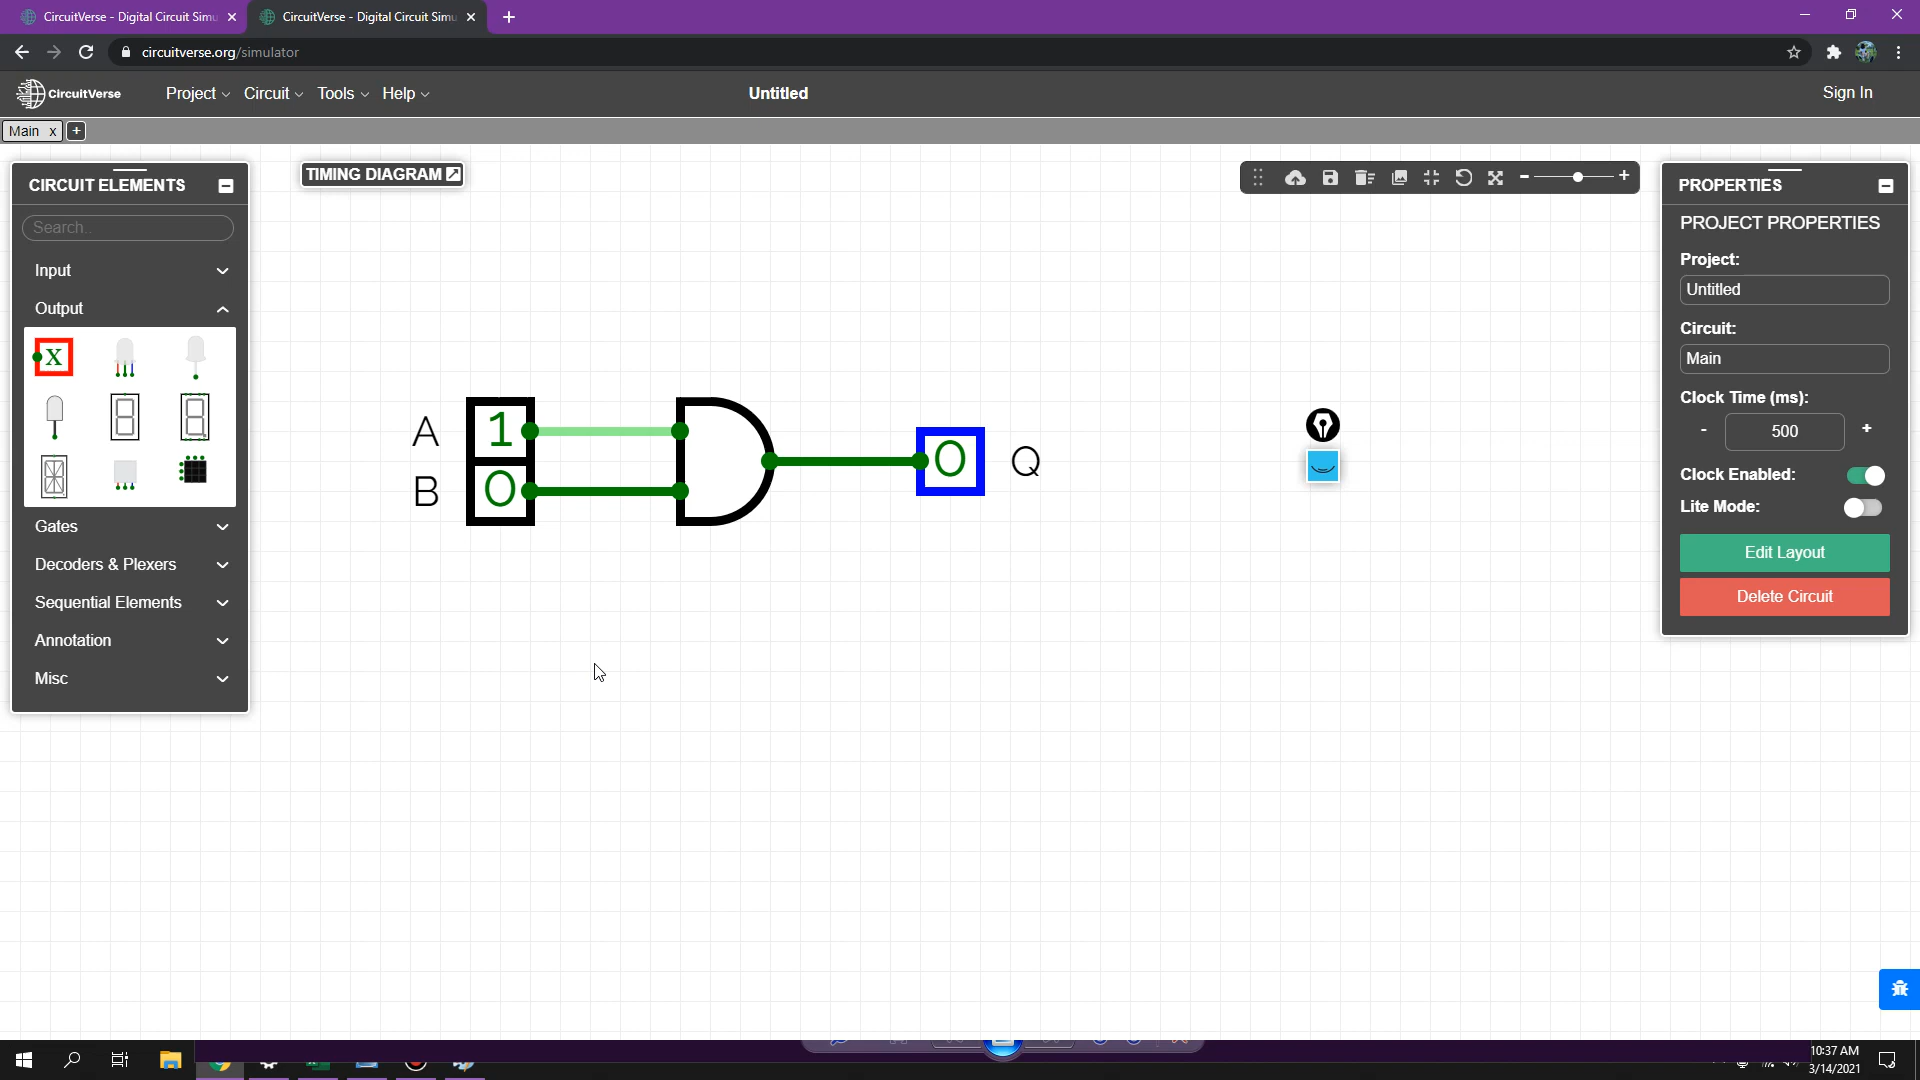 CircuitVerse - Digital Circuit Simu
CircuitVerse - Digital Circuit Simu
circuitverse.org/simulator
CircuitVerse
Project
Circuit
Tools
Help
Untitled
Sign In
Main x
+
CIRCUIT ELEMENTS
Search..
Input
Output
X
Gates
Decoders & Plexers
Sequential Elements
Annotation
Misc
TIMING DIAGRAM
A
1
B
0
0
Q
PROPERTIES
PROJECT PROPERTIES
Project:
Untitled
Circuit:
Main
Clock Time (ms):
- 500 +
Clock Enabled:
Lite Mode:
Edit Layout
Delete Circuit
10:37 AM
3/14/2021